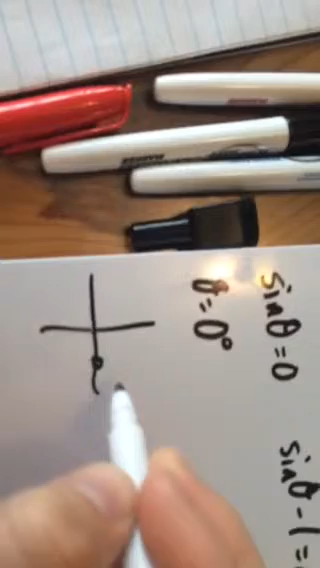 sinθ = 0
sinθ - 1 =
θ = 0°